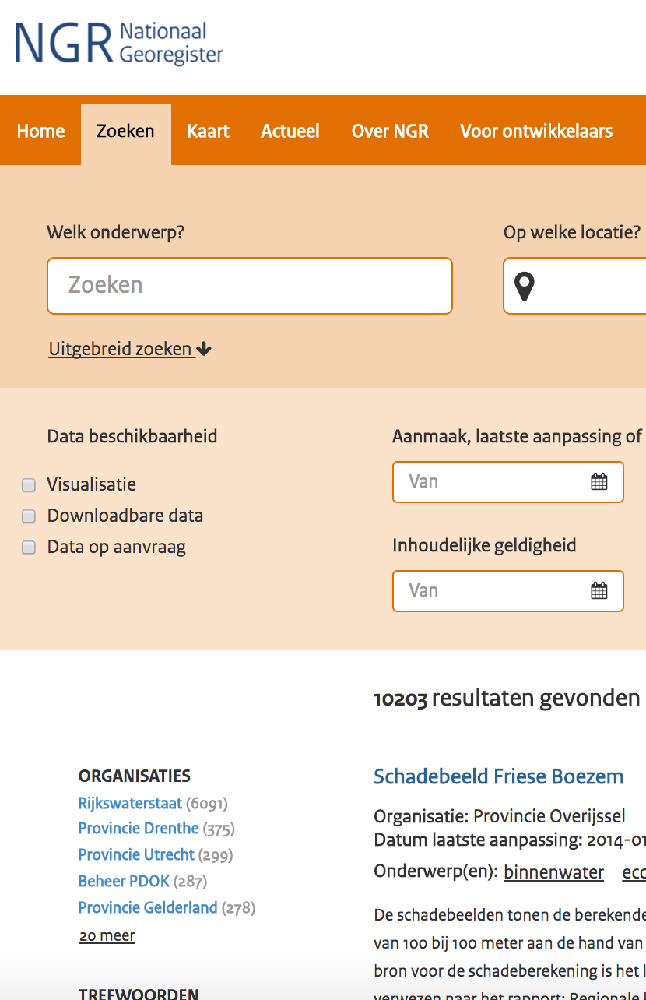 NGR Nationaal
Georegister
Home Zoeken Kaart Actueel Over NGR Voor ontwikkelaars
Welk onderwerp? Op welke locatie?
Zoeken
Uitgebreid zoeken
Data beschikbaarheid
Visualisatie
Downloadbare data
Data op aanvraag
Aanmaak, laatste aanpassing of
Van
Inhoudelijke geldigheid
Van
10203 resultaten gevonden
ORGANISATIES
Rijkswaterstaat (6091)
Provincie Drenthe (375)
Provincie Utrecht (299)
Beheer PDOK (287)
Provincie Gelderland (278)
20 meer
TREFWOORDEN
Schadebeeld Friese Boezem
Organisatie: Provincie Overijssel
Datum laatste aanpassing: 2014-01
Onderwerp(en): binnenwater
De schadebeelden tonen de berekende
van 100 bij 100 meter aan de hand van
bron voor de schadeberekening is het
verwezen naar het rapport: Regionale